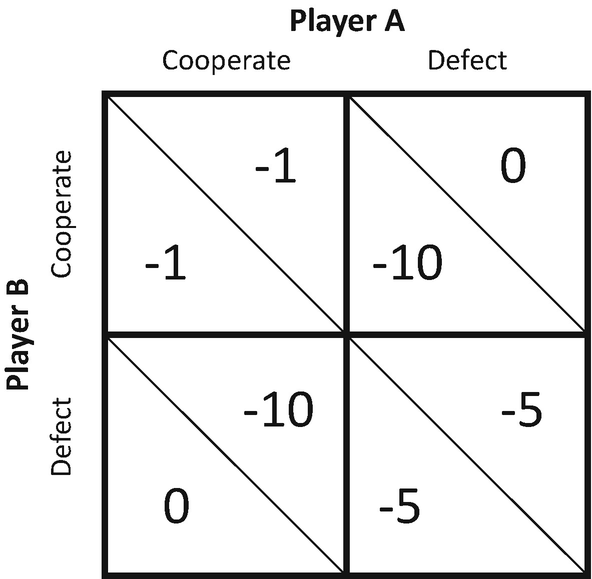 Player A
Cooperate Defect
Player B
Cooperate
-1
0
-1
-10
Defect
-10
-5
0
-5